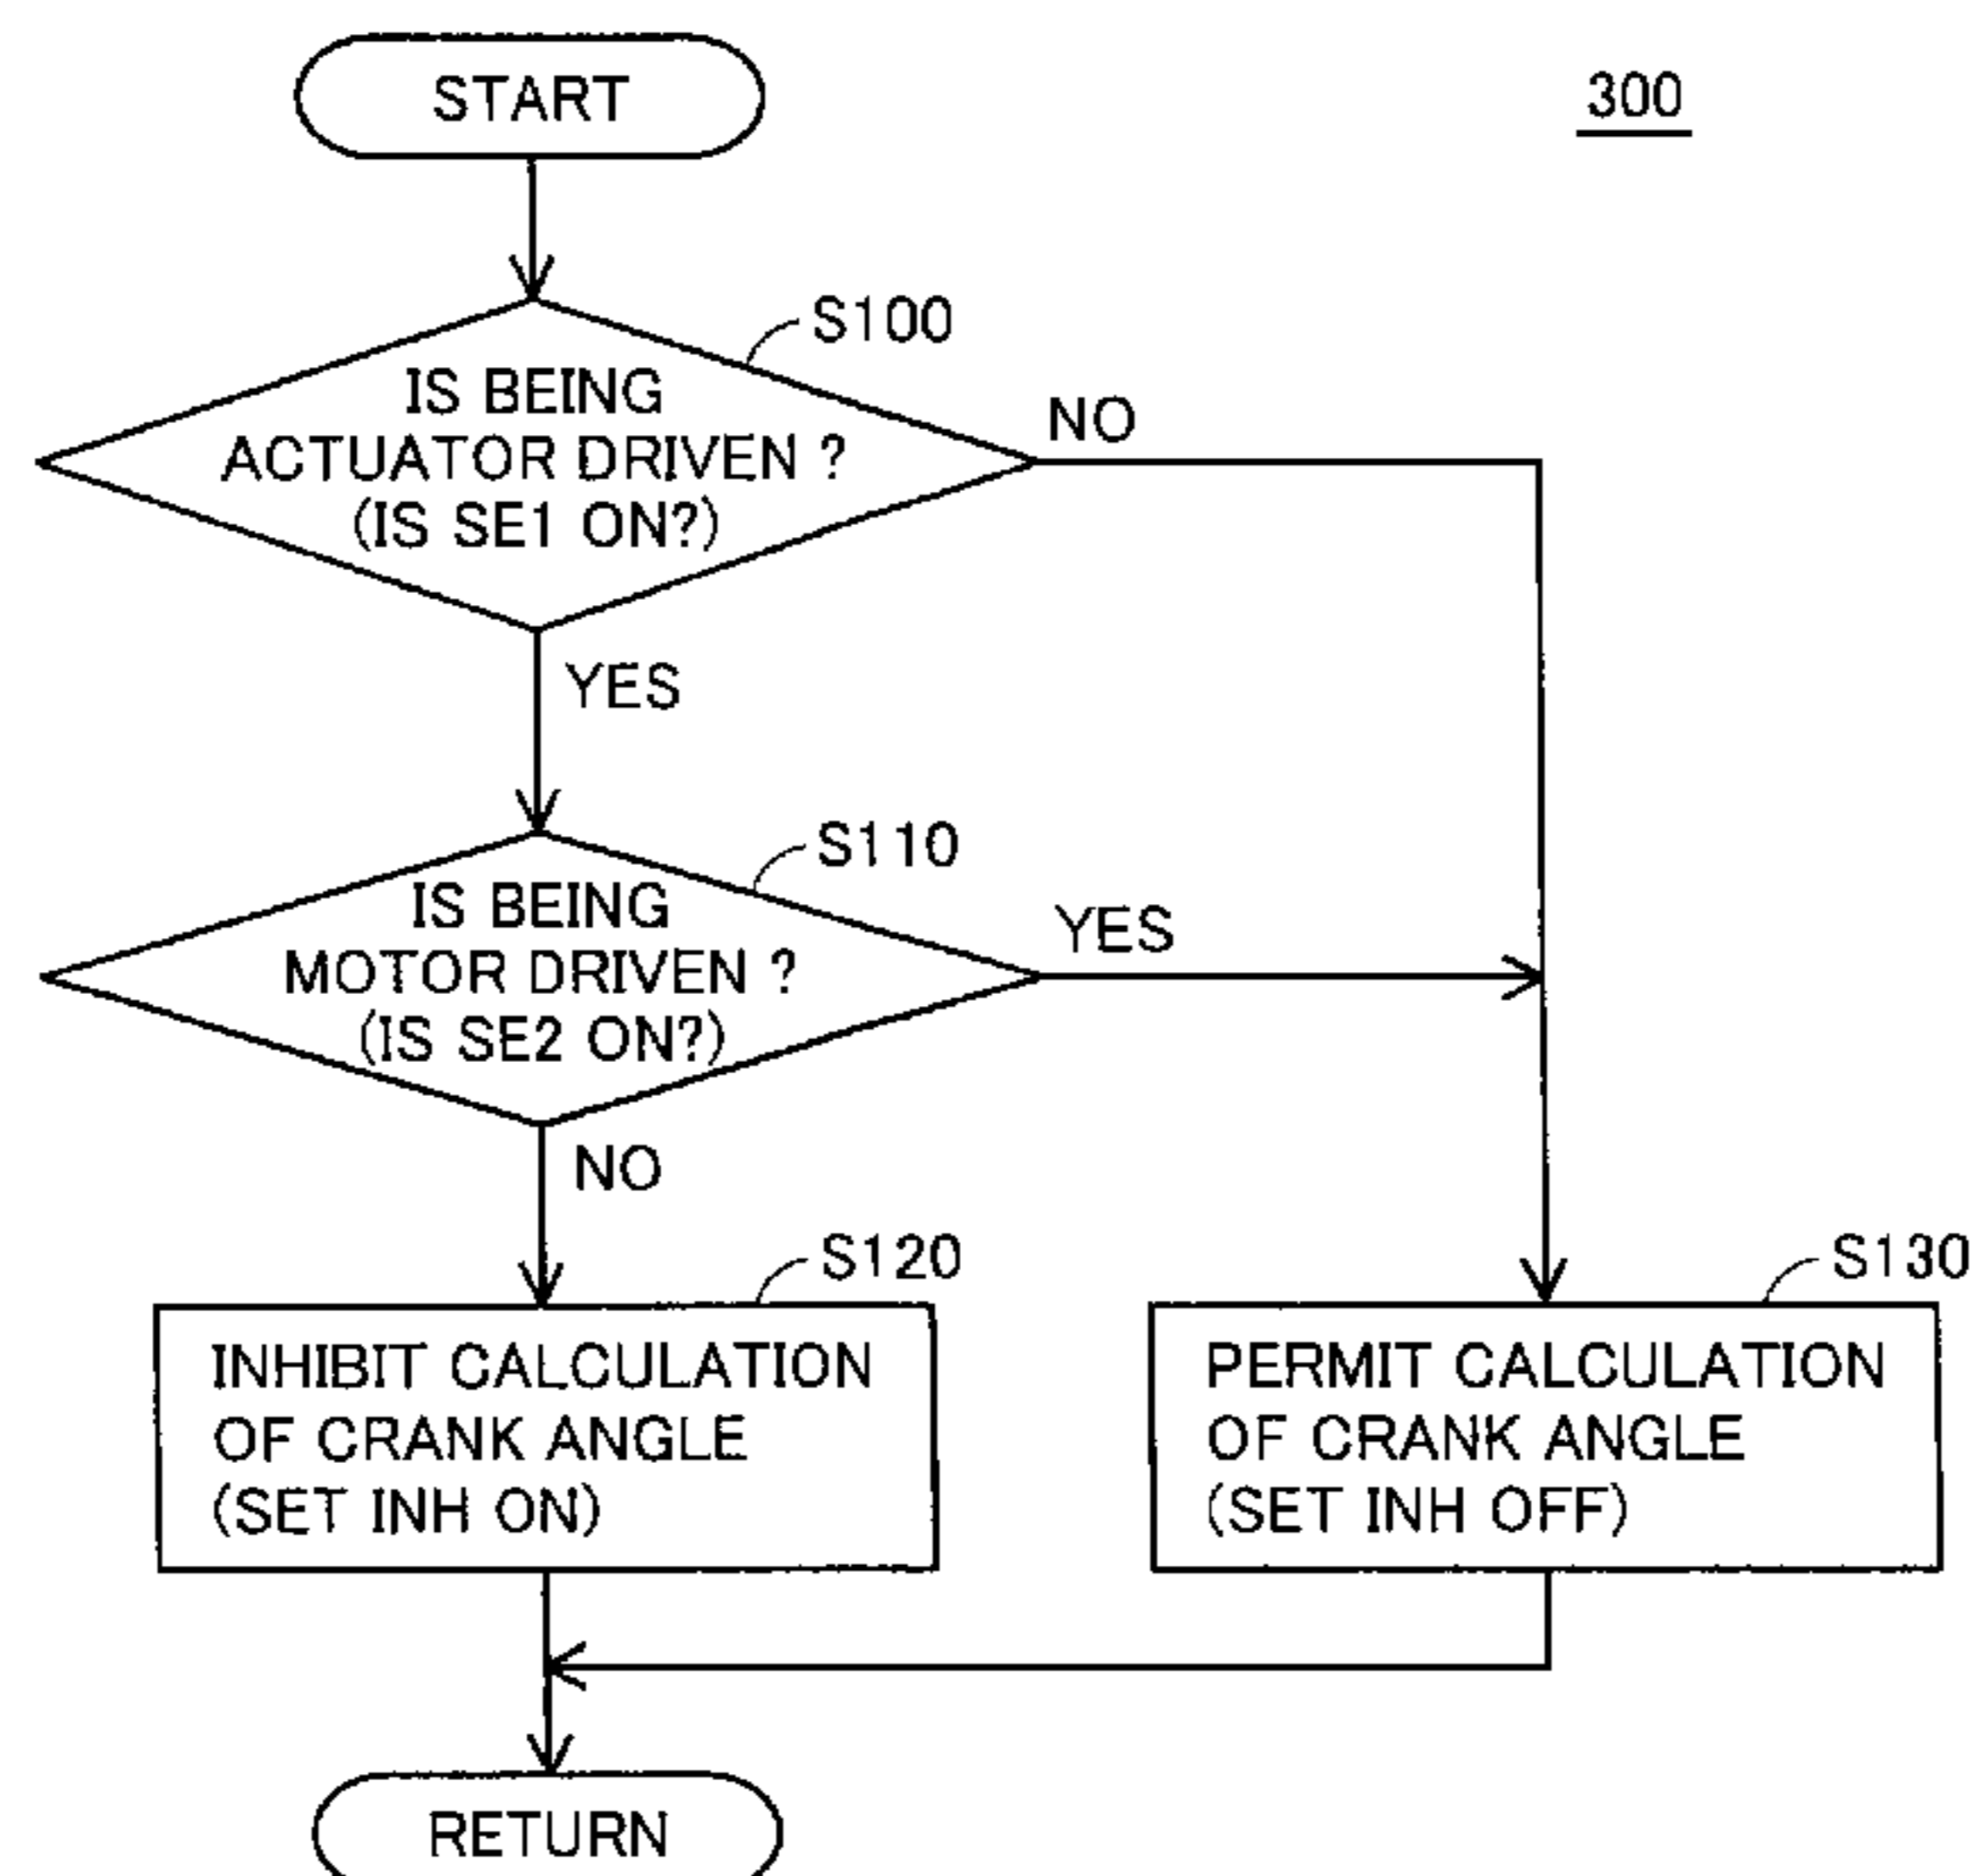 START
300
S100
IS BEING
ACTUATOR DRIVEN ?
(IS SE1 ON?)
NO
YES
S110
IS BEING
MOTOR DRIVEN ?
(IS SE2 ON?)
YES
NO
S120
INHIBIT CALCULATION
OF CRANK ANGLE
(SET INH ON)
S130
PERMIT CALCULATION
OF CRANK ANGLE
(SET INH OFF)
RETURN